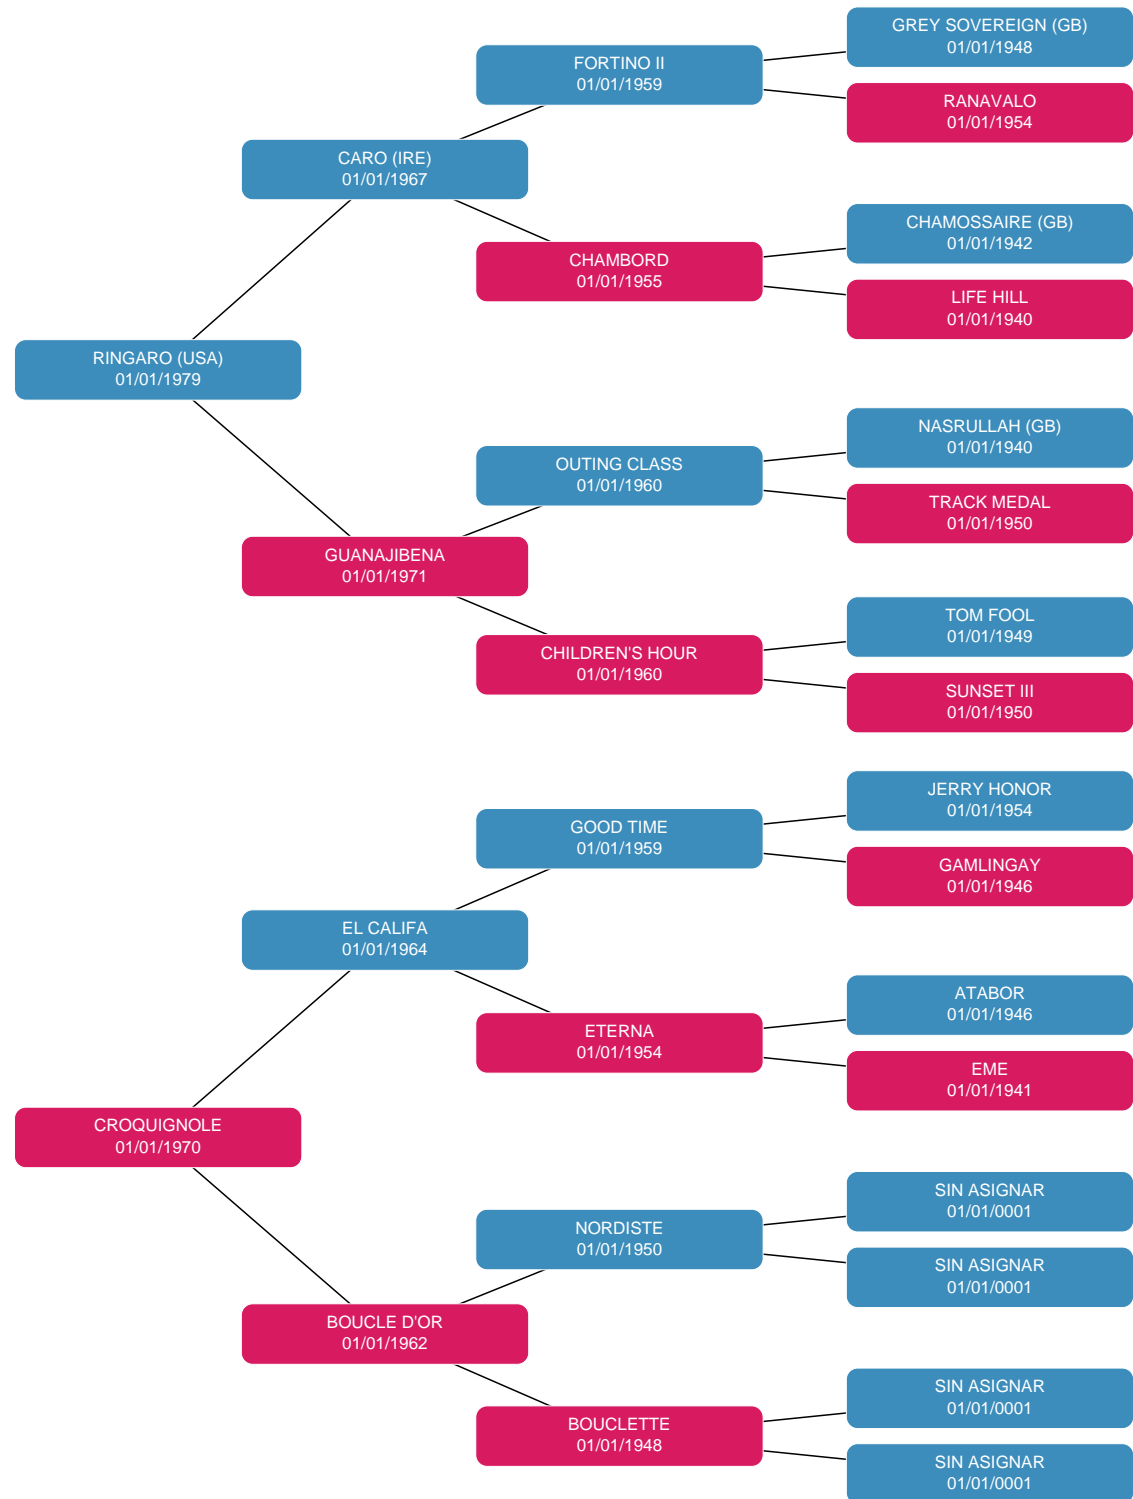 GREY SOVEREIGN (GB)
01/01/1948
FORTINO II
01/01/1959
RANAVALO
01/01/1954
CARO (IRE)
01/01/1967
CHAMOSSAIRE (GB)
01/01/1942
CHAMBORD
01/01/1955
LIFE HILL
01/01/1940
RINGARO (USA)
01/01/1979
NASRULLAH (GB)
01/01/1940
OUTING CLASS
01/01/1960
TRACK MEDAL
01/01/1950
GUANAJIBENA
01/01/1971
TOM FOOL
01/01/1949
CHILDREN'S HOUR
01/01/1960
SUNSET III
01/01/1950
JERRY HONOR
01/01/1954
GOOD TIME
01/01/1959
GAMLINGAY
01/01/1946
EL CALIFA
01/01/1964
ATABOR
01/01/1946
ETERNA
01/01/1954
EME
01/01/1941
CROQUIGNOLE
01/01/1970
SIN ASIGNAR
01/01/0001
NORDISTE
01/01/1950
SIN ASIGNAR
01/01/0001
BOUCLE D'OR
01/01/1962
SIN ASIGNAR
01/01/0001
BOUCLETTE
01/01/1948
SIN ASIGNAR
01/01/0001